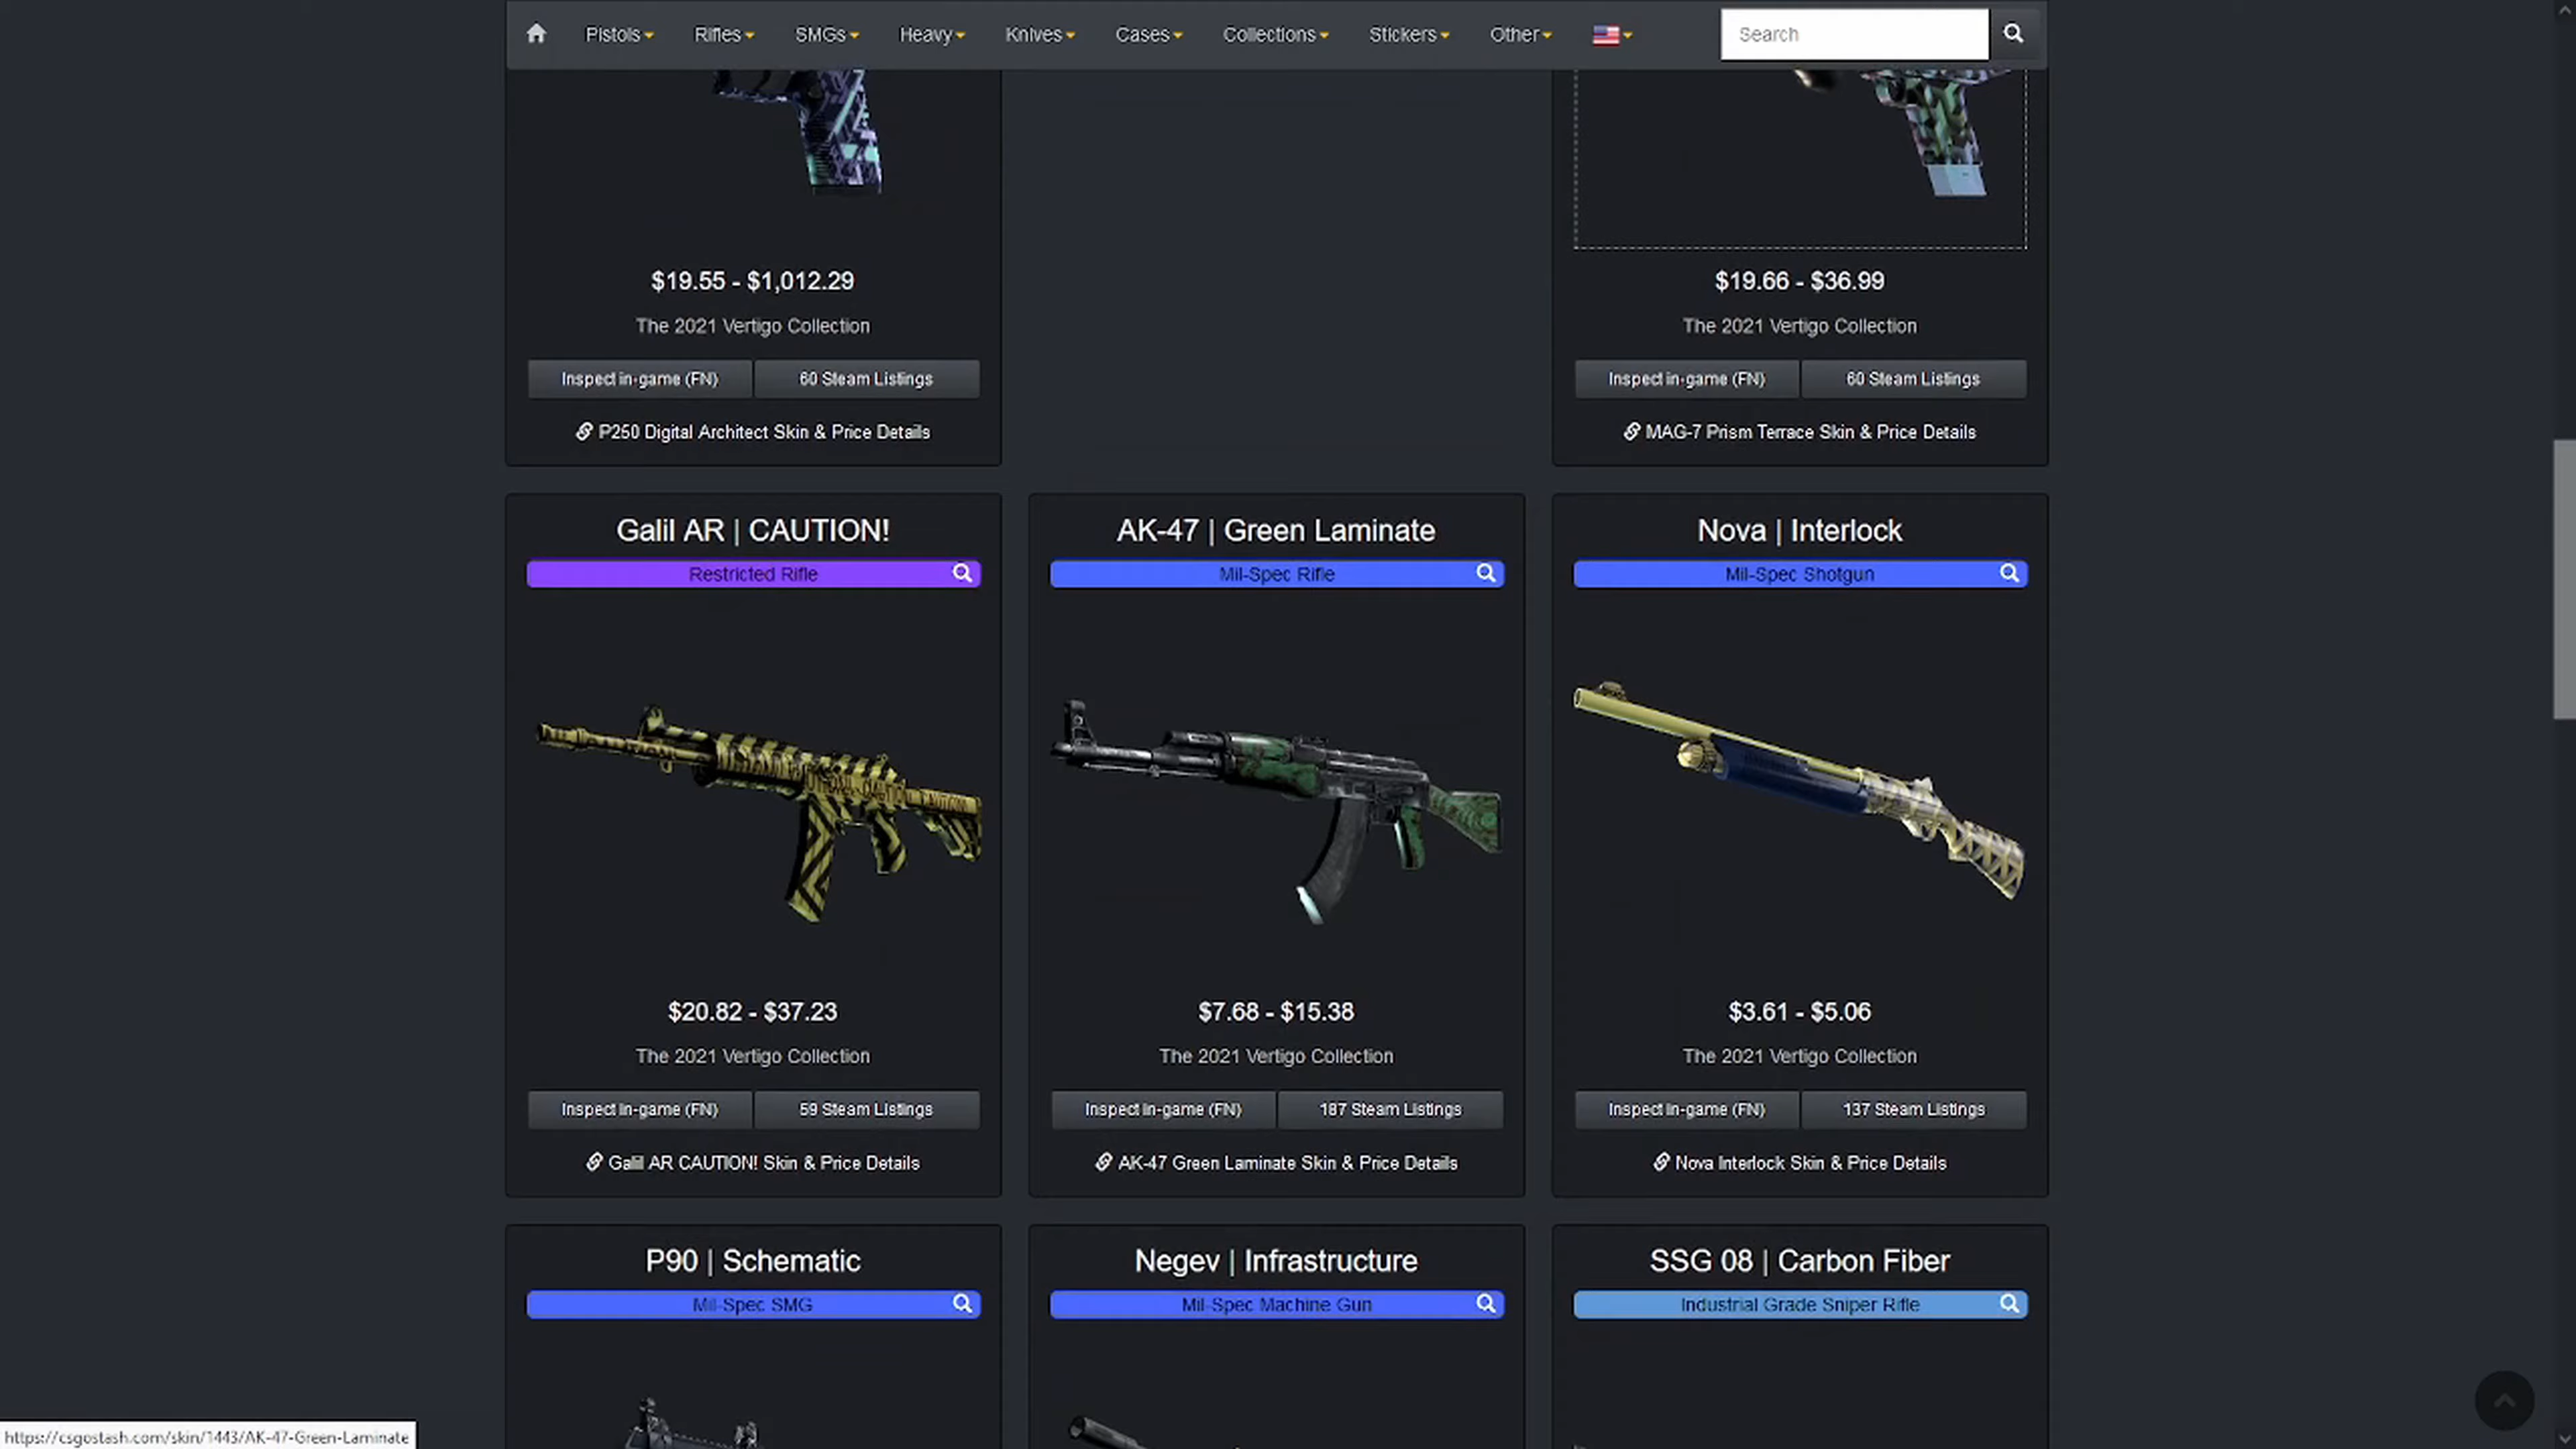 Pistols Rifles SMGs Heavy Knives Cases Collections Stickers Other Search
$19.55 - $1,012.29
The 2021 Vertigo Collection
Inspect in-game (FN) 60 Steam Listings
P250 Digital Architect Skin & Price Details
$19.66 - $36.99
The 2021 Vertigo Collection
Inspect in-game (FN) 60 Steam Listings
MAG-7 Prism Terrace Skin & Price Details
Galil AR | CAUTION!
Restricted Rifle
$20.82 - $37.23
The 2021 Vertigo Collection
Inspect in-game (FN) 59 Steam Listings
Galil AR CAUTION! Skin & Price Details
AK-47 | Green Laminate
Mil-Spec Rifle
$7.68 - $15.38
The 2021 Vertigo Collection
Inspect in-game (FN) 187 Steam Listings
AK-47 Green Laminate Skin & Price Details
Nova | Interlock
Mil-Spec Shotgun
$3.61 - $5.06
The 2021 Vertigo Collection
Inspect in-game (FN) 137 Steam Listings
Nova Interlock Skin & Price Details
P90 | Schematic
Mil-Spec SMG
Negev | Infrastructure
Mil-Spec Machine Gun
SSG 08 | Carbon Fiber
Industrial Grade Sniper Rifle
https://csgostash.com/skin/1443/AK-47-Green-Laminate